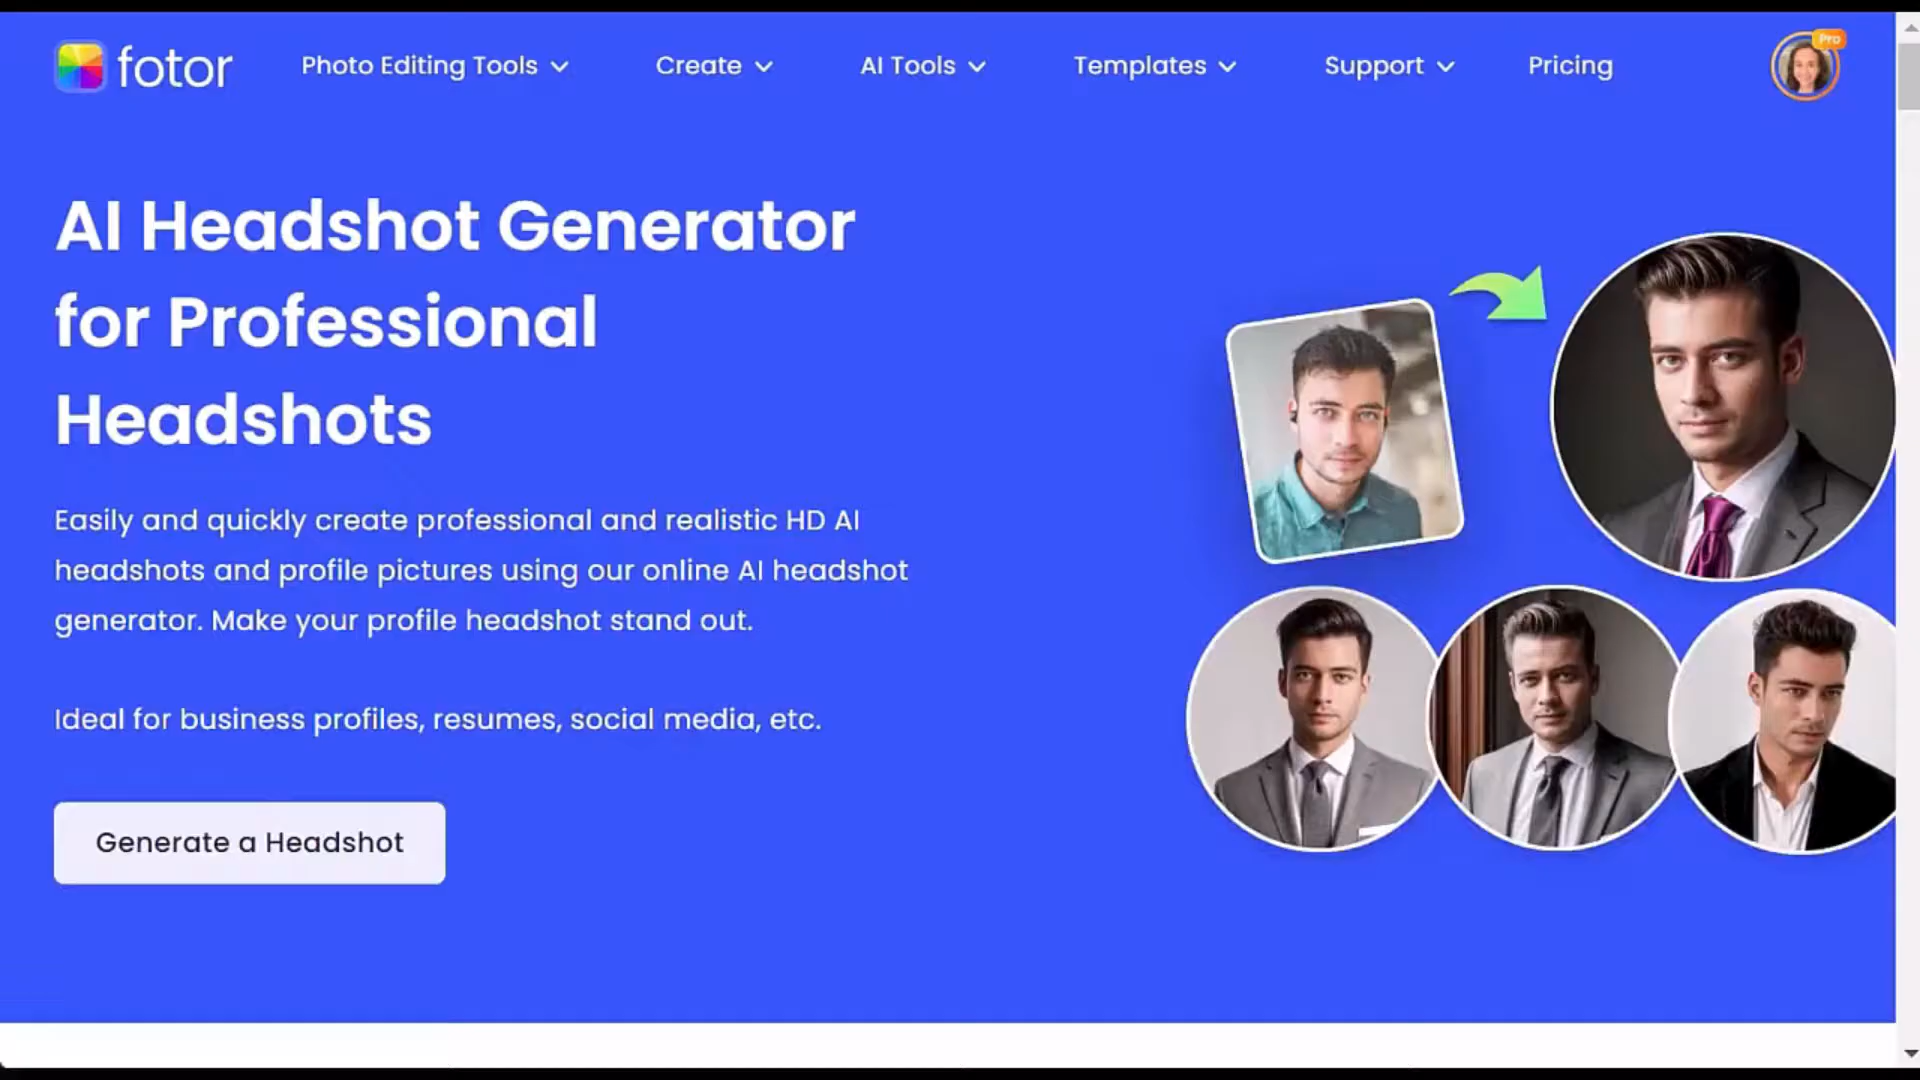 fotor
Photo Editing Tools
Create
AI Tools
Templates
Support
Pricing
Pro
AI Headshot Generator
for Professional
Headshots
Easily and quickly create professional and realistic HD AI
headshots and profile pictures using our online AI headshot
generator. Make your profile headshot stand out.
Ideal for business profiles, resumes, social media, etc.
Generate a Headshot